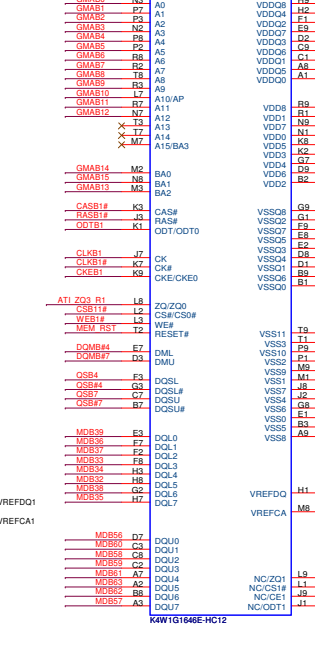 N3 A0 VDDQ8 H9
GMAB1 P7 A1 VDDQ4 H2
GMAB2 P3 A2 VDDQ6 F1
GMAB3 N2 A3 VDDQ7 E9
GMAB4 P8 A4 VDDQ3 D2
GMAB5 P2 A5 VDDQ2 C9
GMAB6 R8 A6 VDDQ1 C1
GMAB7 R2 A7 VDDQ5 A8
GMAB8 T8 A8 VDDQ0 A1
GMAB9 R3 A9
GMAB10 L7 A10/AP
GMAB11 R7 A11 VDD8 R9
GMAB12 N7 A12 VDD1 R1
T3 A13 VDD7 N9
T7 A14 VDD0 N1
M7 A15/BA3 VDD5 K8
VDD3 K2
VDD4 G7
GMAB14 M2 BA0 VDD6 D9
GMAB15 N8 BA1 VDD2 B2
GMAB13 M3 BA2
CASB1# K3 CAS# VSSQ8 G9
RASB1# J3 RAS# VSSQ2 G1
ODTB1 K1 ODT/ODT0 VSSQ7 F9
VSSQ5 E8
VSSQ3 E2
CLKB1 J7 CK VSSQ4 D8
CLKB1# K7 CK# VSSQ1 D1
CKEB1 K9 CKE/CKE0 VSSQ6 B9
VSSQ0 B1
ATI_ZQ3_R1 L8 ZQ/ZQ0
CSB11# L2 CS#/CS0#
WEB1# L3 WE#
MEM_RST T2 RESET# VSS11 T9
VSS3 T1
DQMB#4 E7 DML VSS10 P9
DQMB#7 D3 DMU VSS2 P1
VSS9 M9
QSB4 F3 DQSL VSS1 M1
QSB#4 G3 DQSL# VSS7 J8
QSB7 C7 DQSU VSS4 J2
QSB#7 B7 DQSU# VSS6 G8
VSS0 E1
VSS5 B3
MDB39 E3 DQL0 VSS8 A9
MDB36 F7 DQL1
MDB37 F2 DQL2
MDB33 F8 DQL3
MDB34 H3 DQL4
MDB32 H8 DQL5
MDB38 G2 DQL6 VREFDQ H1
MDB35 H7 DQL7
VREFDQ1
VREFCA M8
VREFCA1
MDB56 D7 DQU0
MDB60 C3 DQU1
MDB58 C8 DQU2
MDB59 C2 DQU3
MDB61 A7 DQU4 NC/ZQ1 L9
MDB63 A2 DQU5 NC/CS1# L1
MDB62 B8 DQU6 NC/CE1 J9
MDB57 A3 DQU7 NC/ODT1 J1
K4W1G1646E-HC12